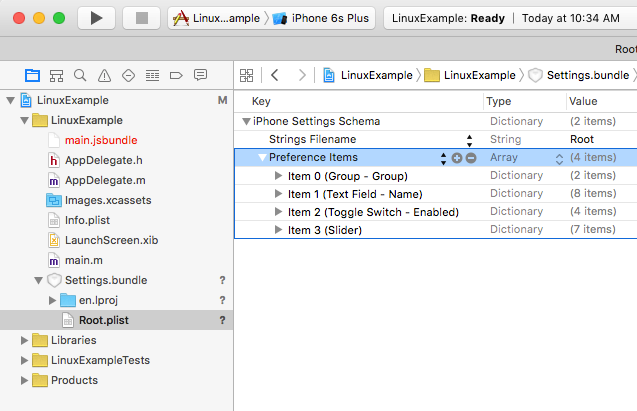 Linux...ample iPhone 6s Plus LinuxExample: Ready Today at 10:34 AM
Roo
LinuxExample LinuxExample Settings.bundle
LinuxExample M
LinuxExample
main.jsbundle
AppDelegate.h
AppDelegate.m
Images.xcassets
Info.plist
LaunchScreen.xib
main.m
Settings.bundle ?
en.lproj ?
Root.plist ?
Libraries
LinuxExampleTests
Products
Key Type Value
iPhone Settings Schema Dictionary (2 items)
Strings Filename String Root
Preference Items Array (4 items)
Item 0 (Group - Group) Dictionary (2 items)
Item 1 (Text Field - Name) Dictionary (8 items)
Item 2 (Toggle Switch - Enabled) Dictionary (4 items)
Item 3 (Slider) Dictionary (7 items)